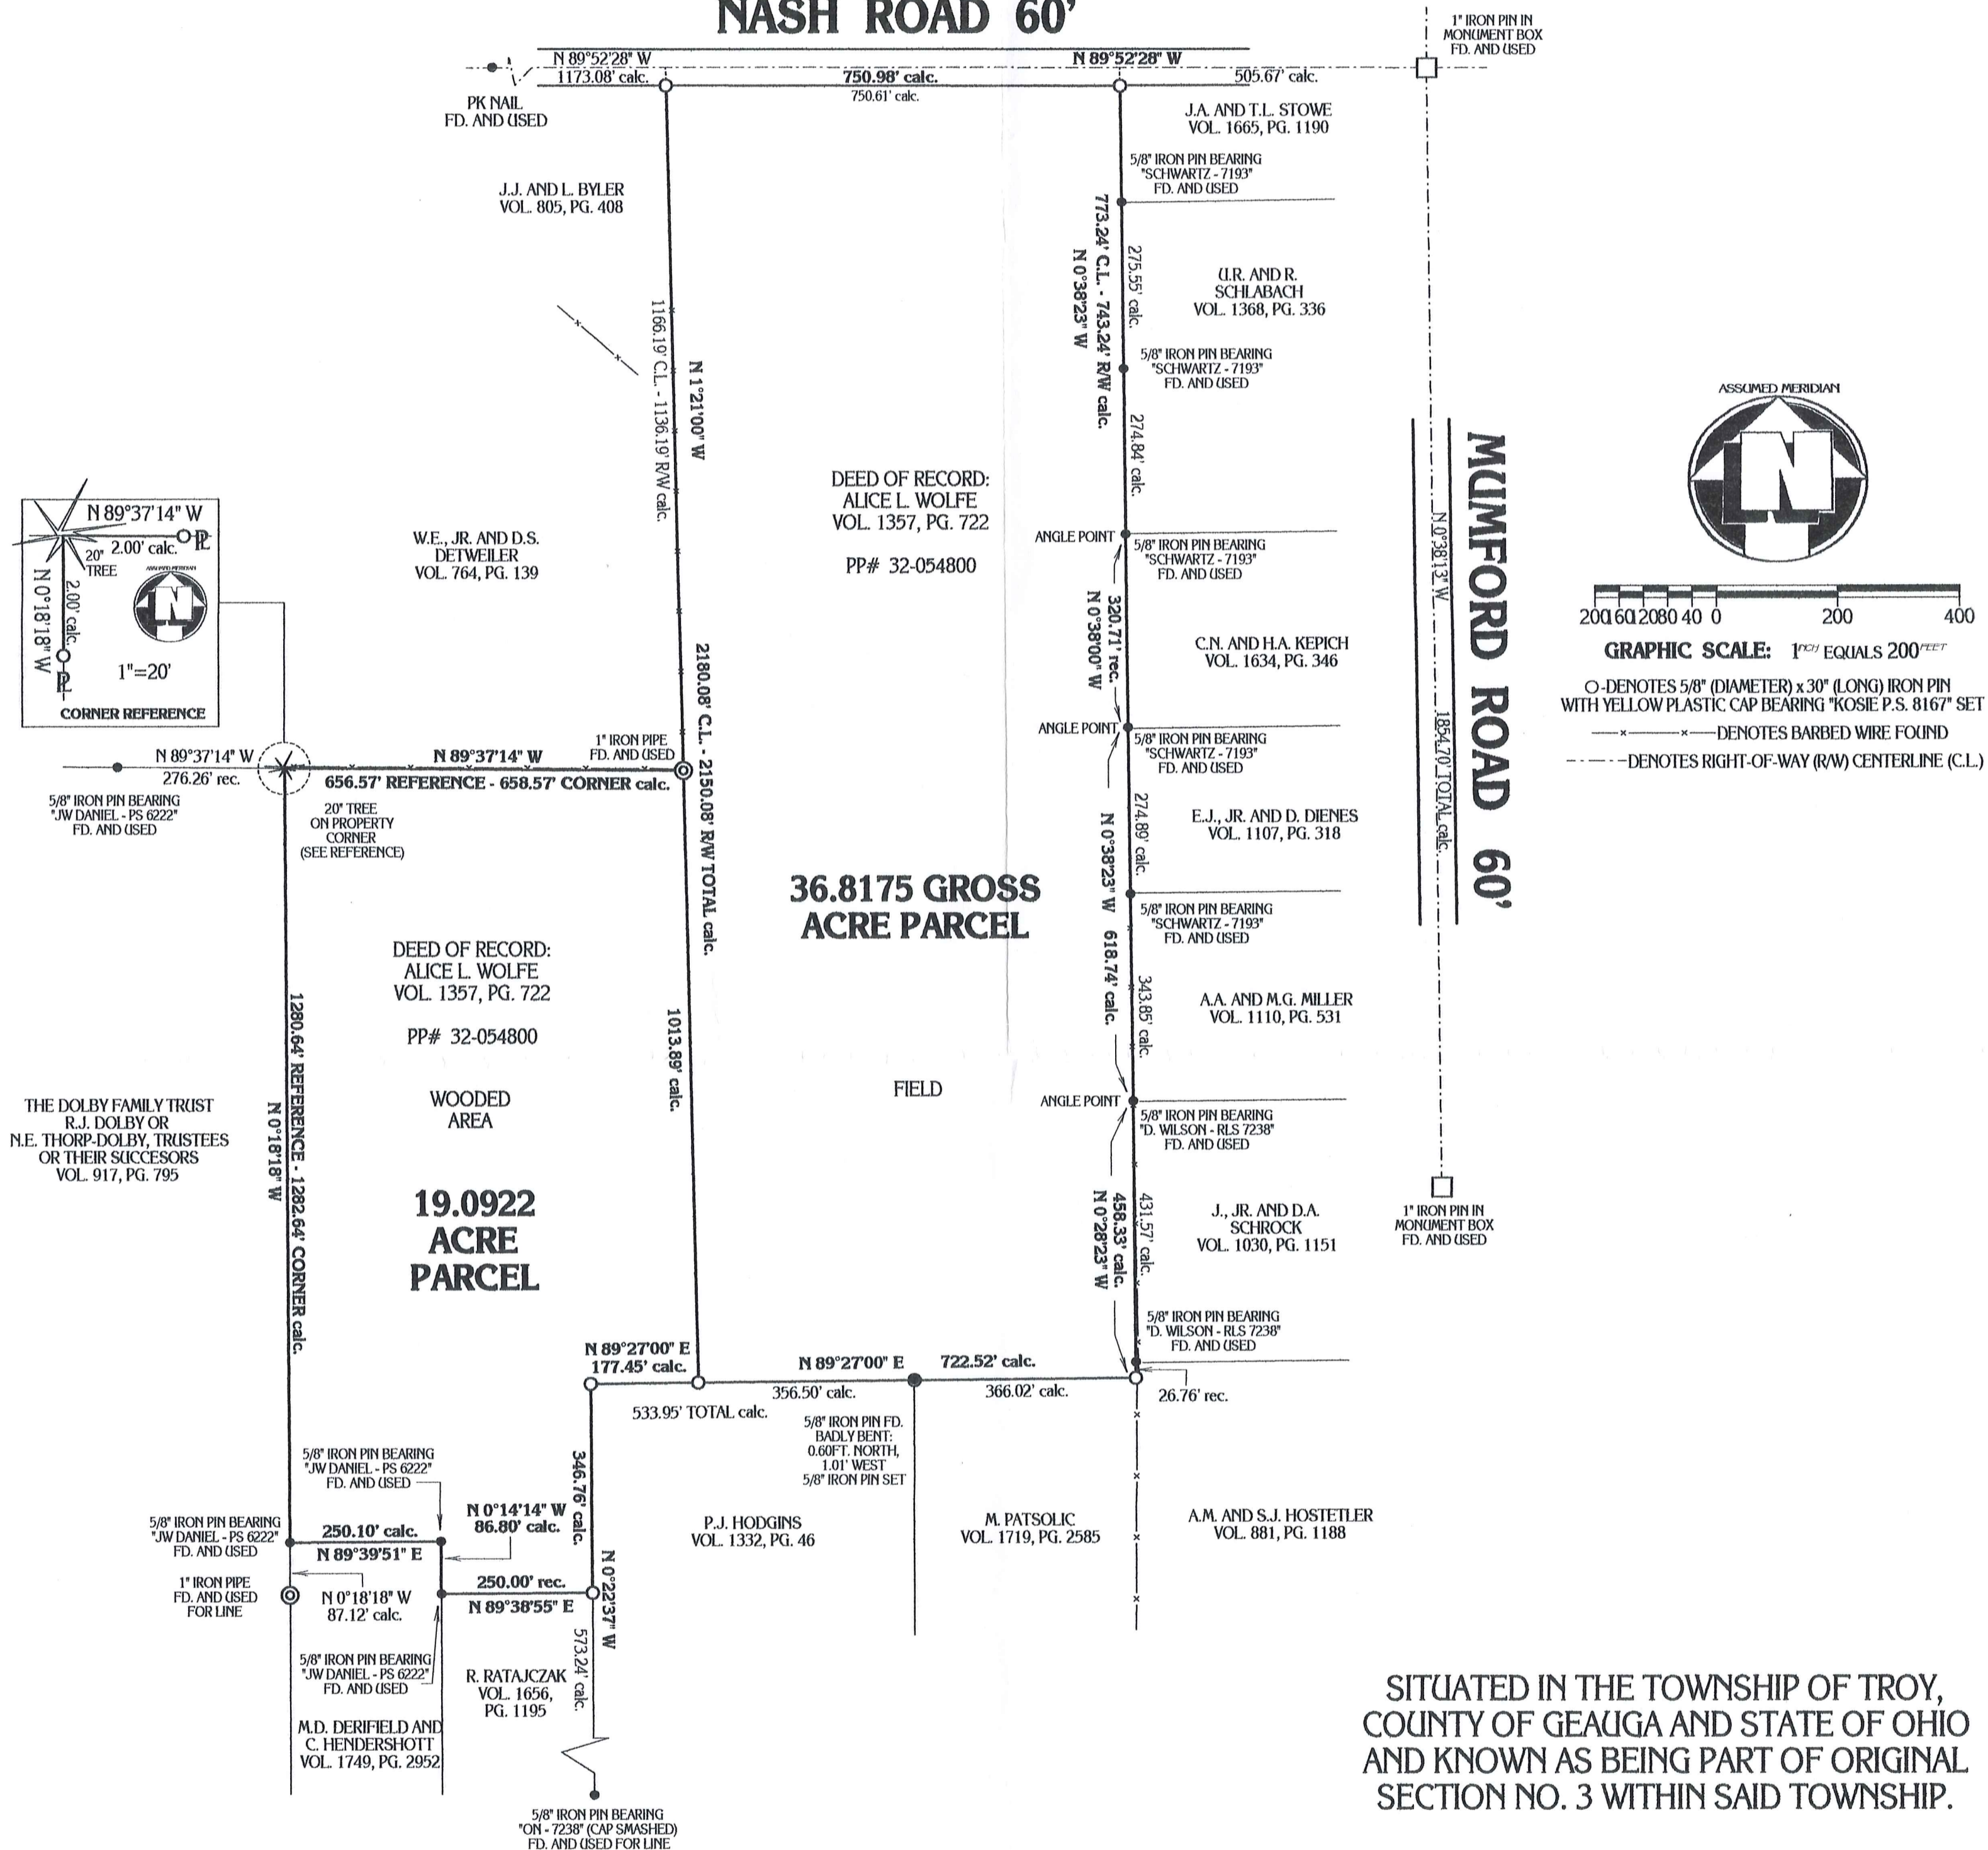 NASH ROAD 60'
1" IRON PIN IN
MONUMENT BOX
FD. AND USED
N 89°52'28" W
1173.08' calc.
750.98' calc.
750.61' calc.
N 89°52'28" W
505.67' calc.
PK NAIL
FD. AND USED
J.A. AND T.L. STOWE
VOL. 1665, PG. 1190
5/8" IRON PIN BEARING
"SCHWARTZ - 7193"
FD. AND USED
J.J. AND L. BYLER
VOL. 805, PG. 408
773.24' C.L. - 743.24' R/W calc.
N 0°38'23" W
275.55' calc.
U.R. AND R.
SCHLABACH
VOL. 1368, PG. 336
1166.19' C.L. - 1136.19' R/W calc.
N 1°21'00" W
5/8" IRON PIN BEARING
"SCHWARTZ - 7193"
FD. AND USED
274.84' calc.
ASSUMED MERIDIAN
N
MUMFORD ROAD 60'
N 0°38'13" W
1854.70' TOTAL calc.
DEED OF RECORD:
ALICE L. WOLFE
VOL. 1357, PG. 722
PP# 32-054800
N 89°37'14" W
2.00' calc.
PL
20"
TREE
2.00' calc.
N 0°18'18" W
PL
ASSUMED MERIDIAN
N
1"=20'
CORNER REFERENCE
W.E., JR. AND D.S.
DETWEILER
VOL. 764, PG. 139
ANGLE POINT
5/8" IRON PIN BEARING
"SCHWARTZ - 7193"
FD. AND USED
320.71' rec.
N 0°38'00" W
C.N. AND H.A. KEPICH
VOL. 1634, PG. 346
200 160 120 80 40 0 200 400
GRAPHIC SCALE: 1INCH EQUALS 200FEET
O-DENOTES 5/8" (DIAMETER) x 30" (LONG) IRON PIN
WITH YELLOW PLASTIC CAP BEARING "KOSIE P.S. 8167" SET
x x DENOTES BARBED WIRE FOUND
DENOTES RIGHT-OF-WAY (R/W) CENTERLINE (C.L.)
2180.08' C.L. - 2150.08' R/W TOTAL calc.
ANGLE POINT
5/8" IRON PIN BEARING
"SCHWARTZ - 7193"
FD. AND USED
N 89°37'14" W
276.26' rec.
5/8" IRON PIN BEARING
"JW DANIEL - PS 6222"
FD. AND USED
N 89°37'14" W
656.57' REFERENCE - 658.57' CORNER calc.
1" IRON PIPE
FD. AND USED
20" TREE
ON PROPERTY
CORNER
(SEE REFERENCE)
274.89' calc.
E.J., JR. AND D. DIENES
VOL. 1107, PG. 318
36.8175 GROSS
ACRE PARCEL
N 0°38'23" W 618.74' calc.
5/8" IRON PIN BEARING
"SCHWARTZ - 7193"
FD. AND USED
DEED OF RECORD:
ALICE L. WOLFE
VOL. 1357, PG. 722
PP# 32-054800
343.85' calc.
A.A. AND M.G. MILLER
VOL. 1110, PG. 531
1280.64' REFERENCE - 1282.64' CORNER calc.
N 0°18'18" W
1013.89' calc.
WOODED
AREA
FIELD
THE DOLBY FAMILY TRUST
R.J. DOLBY OR
N.E. THORP-DOLBY, TRUSTEES
OR THEIR SUCCESORS
VOL. 917, PG. 795
ANGLE POINT
5/8" IRON PIN BEARING
"D. WILSON - RLS 7238"
FD. AND USED
19.0922
ACRE
PARCEL
458.33' calc.
N 0°28'23" W
431.57' calc.
J., JR. AND D.A.
SCHROCK
VOL. 1030, PG. 1151
1" IRON PIN IN
MONUMENT BOX
FD. AND USED
5/8" IRON PIN BEARING
"D. WILSON - RLS 7238"
FD. AND USED
N 89°27'00" E
177.45' calc.
N 89°27'00" E
722.52' calc.
356.50' calc.
366.02' calc.
26.76' rec.
533.95' TOTAL calc.
5/8" IRON PIN FD.
BADLY BENT:
0.60FT. NORTH,
1.01' WEST
5/8" IRON PIN SET
5/8" IRON PIN BEARING
"JW DANIEL - PS 6222"
FD. AND USED
346.76' calc.
N 0°22'37" W
N 0°14'14" W
86.80' calc.
P.J. HODGINS
VOL. 1332, PG. 46
M. PATSOLIC
VOL. 1719, PG. 2585
A.M. AND S.J. HOSTETLER
VOL. 881, PG. 1188
5/8" IRON PIN BEARING
"JW DANIEL - PS 6222"
FD. AND USED
250.10' calc.
N 89°39'51" E
1" IRON PIPE
FD. AND USED
FOR LINE
N 0°18'18" W
87.12' calc.
250.00' rec.
N 89°38'55" E
573.24' calc.
5/8" IRON PIN BEARING
"JW DANIEL - PS 6222"
FD. AND USED
R. RATAJCZAK
VOL. 1656,
PG. 1195
M.D. DERIFIELD AND
C. HENDERSHOTT
VOL. 1749, PG. 2952
5/8" IRON PIN BEARING
"ON - 7238" (CAP SMASHED)
FD. AND USED FOR LINE
SITUATED IN THE TOWNSHIP OF TROY,
COUNTY OF GEAUGA AND STATE OF OHIO
AND KNOWN AS BEING PART OF ORIGINAL
SECTION NO. 3 WITHIN SAID TOWNSHIP.